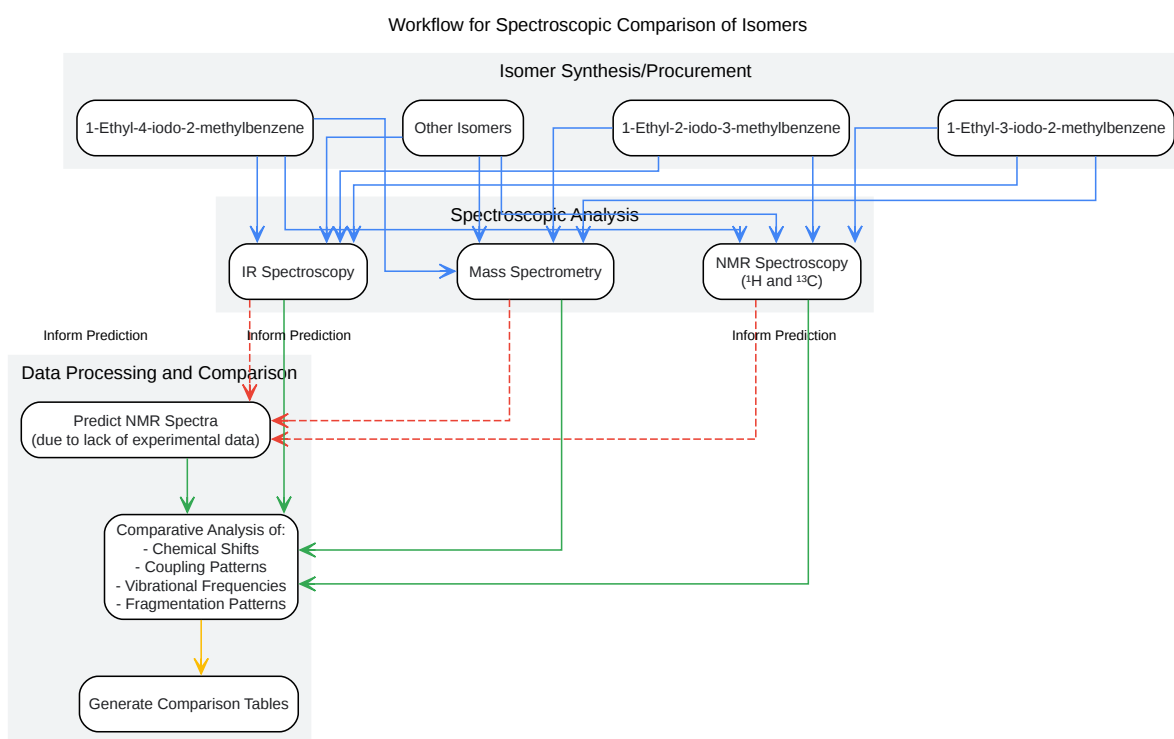 Workflow for Spectroscopic Comparison of Isomers
Isomer Synthesis/Procurement
1-Ethyl-4-iodo-2-methylbenzene
Other Isomers
1-Ethyl-2-iodo-3-methylbenzene
1-Ethyl-3-iodo-2-methylbenzene
Spectroscopic Analysis
IR Spectroscopy
Mass Spectrometry
NMR Spectroscopy
(¹H and ¹³C)
Inform Prediction
Inform Prediction
Inform Prediction
Data Processing and Comparison
Predict NMR Spectra
(due to lack of experimental data)
Comparative Analysis of:
- Chemical Shifts
- Coupling Patterns
- Vibrational Frequencies
- Fragmentation Patterns
Generate Comparison Tables